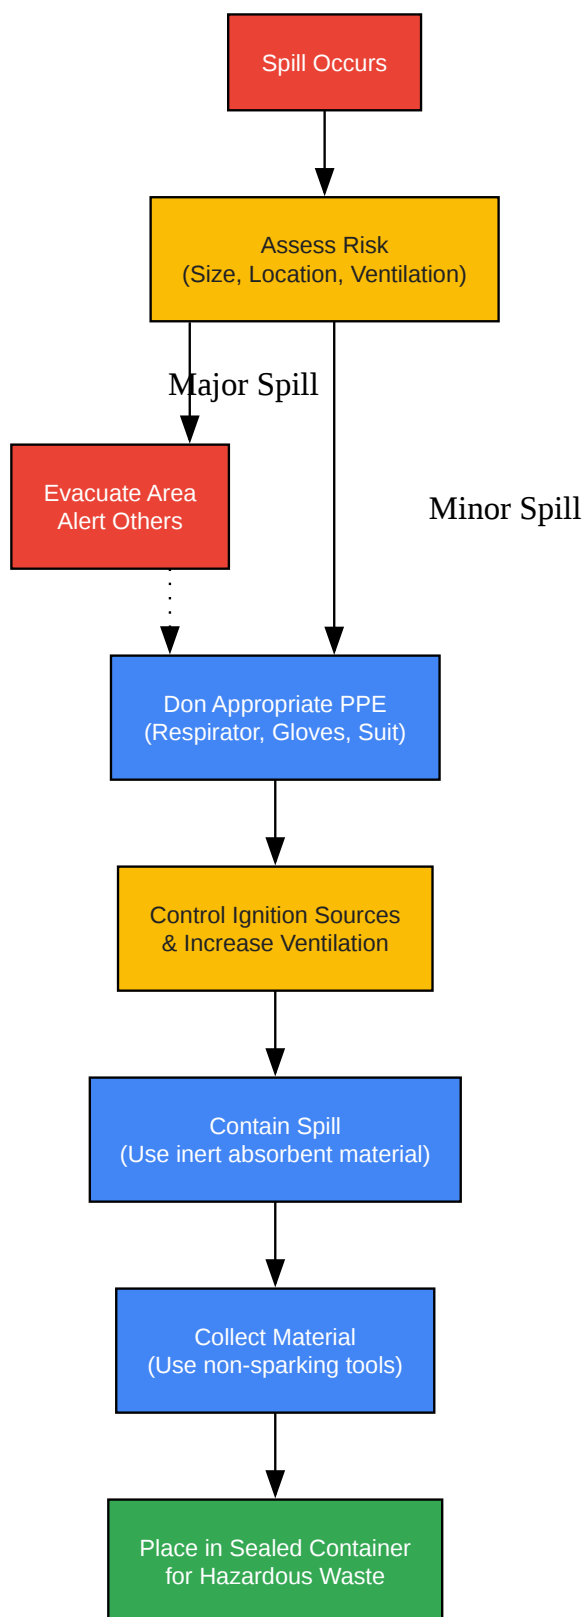 Spill Occurs
Assess Risk
(Size, Location, Ventilation)
Major Spill
Evacuate Area
Alert Others
Minor Spill
Don Appropriate PPE
(Respirator, Gloves, Suit)
Control Ignition Sources
& Increase Ventilation
Contain Spill
(Use inert absorbent material)
Collect Material
(Use non-sparking tools)
Place in Sealed Container
for Hazardous Waste